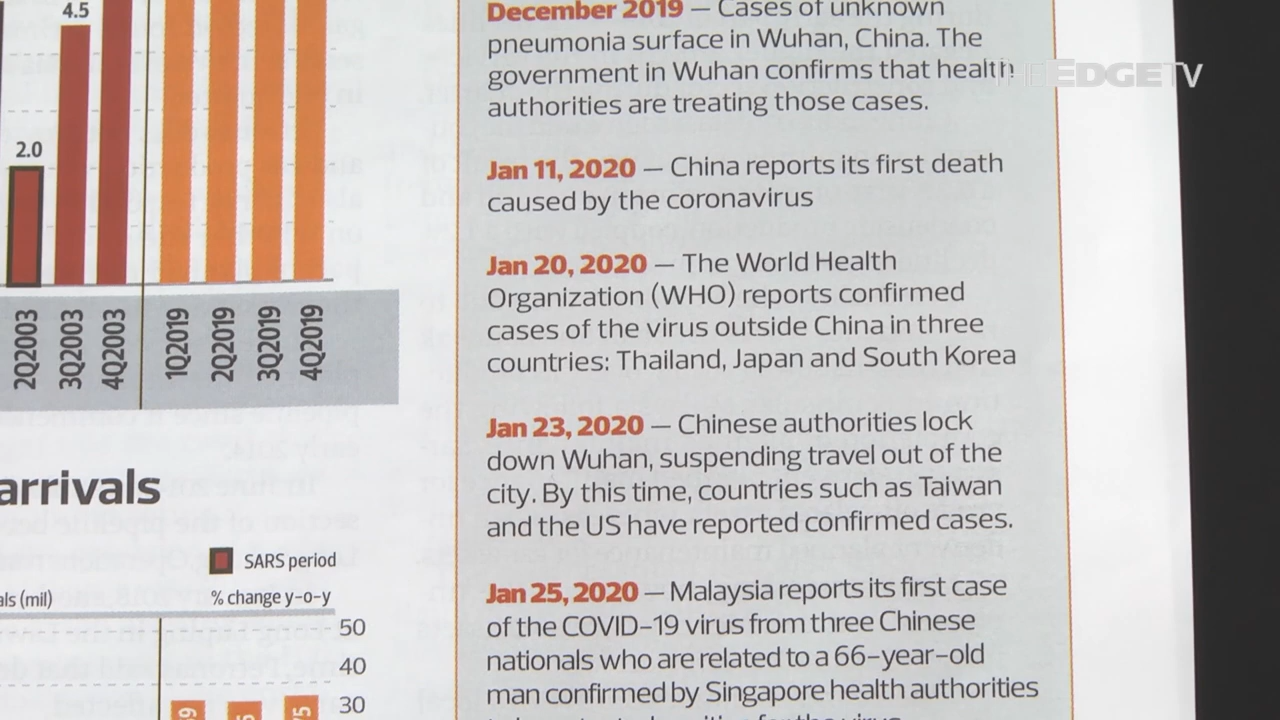 4.5
2.0
2Q2003
3Q2003
4Q2003
1Q2019
2Q2019
3Q2019
4Q2019
arrivals
SARS period
(mil)
% change y-o-y
50
40
30
December 2019 — Cases of unknown
pneumonia surface in Wuhan, China. The
government in Wuhan confirms that health
authorities are treating those cases.
Jan 11, 2020 — China reports its first death
caused by the coronavirus
Jan 20, 2020 — The World Health
Organization (WHO) reports confirmed
cases of the virus outside China in three
countries: Thailand, Japan and South Korea
Jan 23, 2020 — Chinese authorities lock
down Wuhan, suspending travel out of the
city. By this time, countries such as Taiwan
and the US have reported confirmed cases.
Jan 25, 2020 — Malaysia reports its first case
of the COVID-19 virus from three Chinese
nationals who are related to a 66-year-old
man confirmed by Singapore health authorities
THE EDGE TV